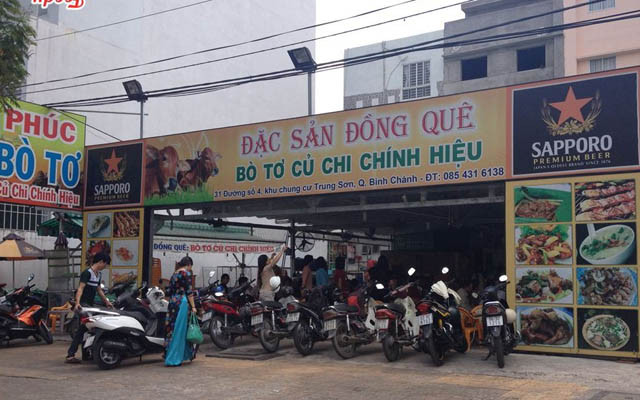 Foody
PHÚC
BÒ TƠ
Củ Chi Chính Hiệu
SAPPORO
PREMIUM BEER
ĐẶC SẢN ĐỒNG QUÊ
BÒ TƠ CỦ CHI CHÍNH HIỆU
31 Đường số 4, khu chung cư Trung Sơn, Q. Bình Chánh - ĐT: 085 431 6138
SAPPORO
PREMIUM BEER
ĐỒNG QUÊ: BÒ TƠ CỦ CHI CHÍNH HIỆU